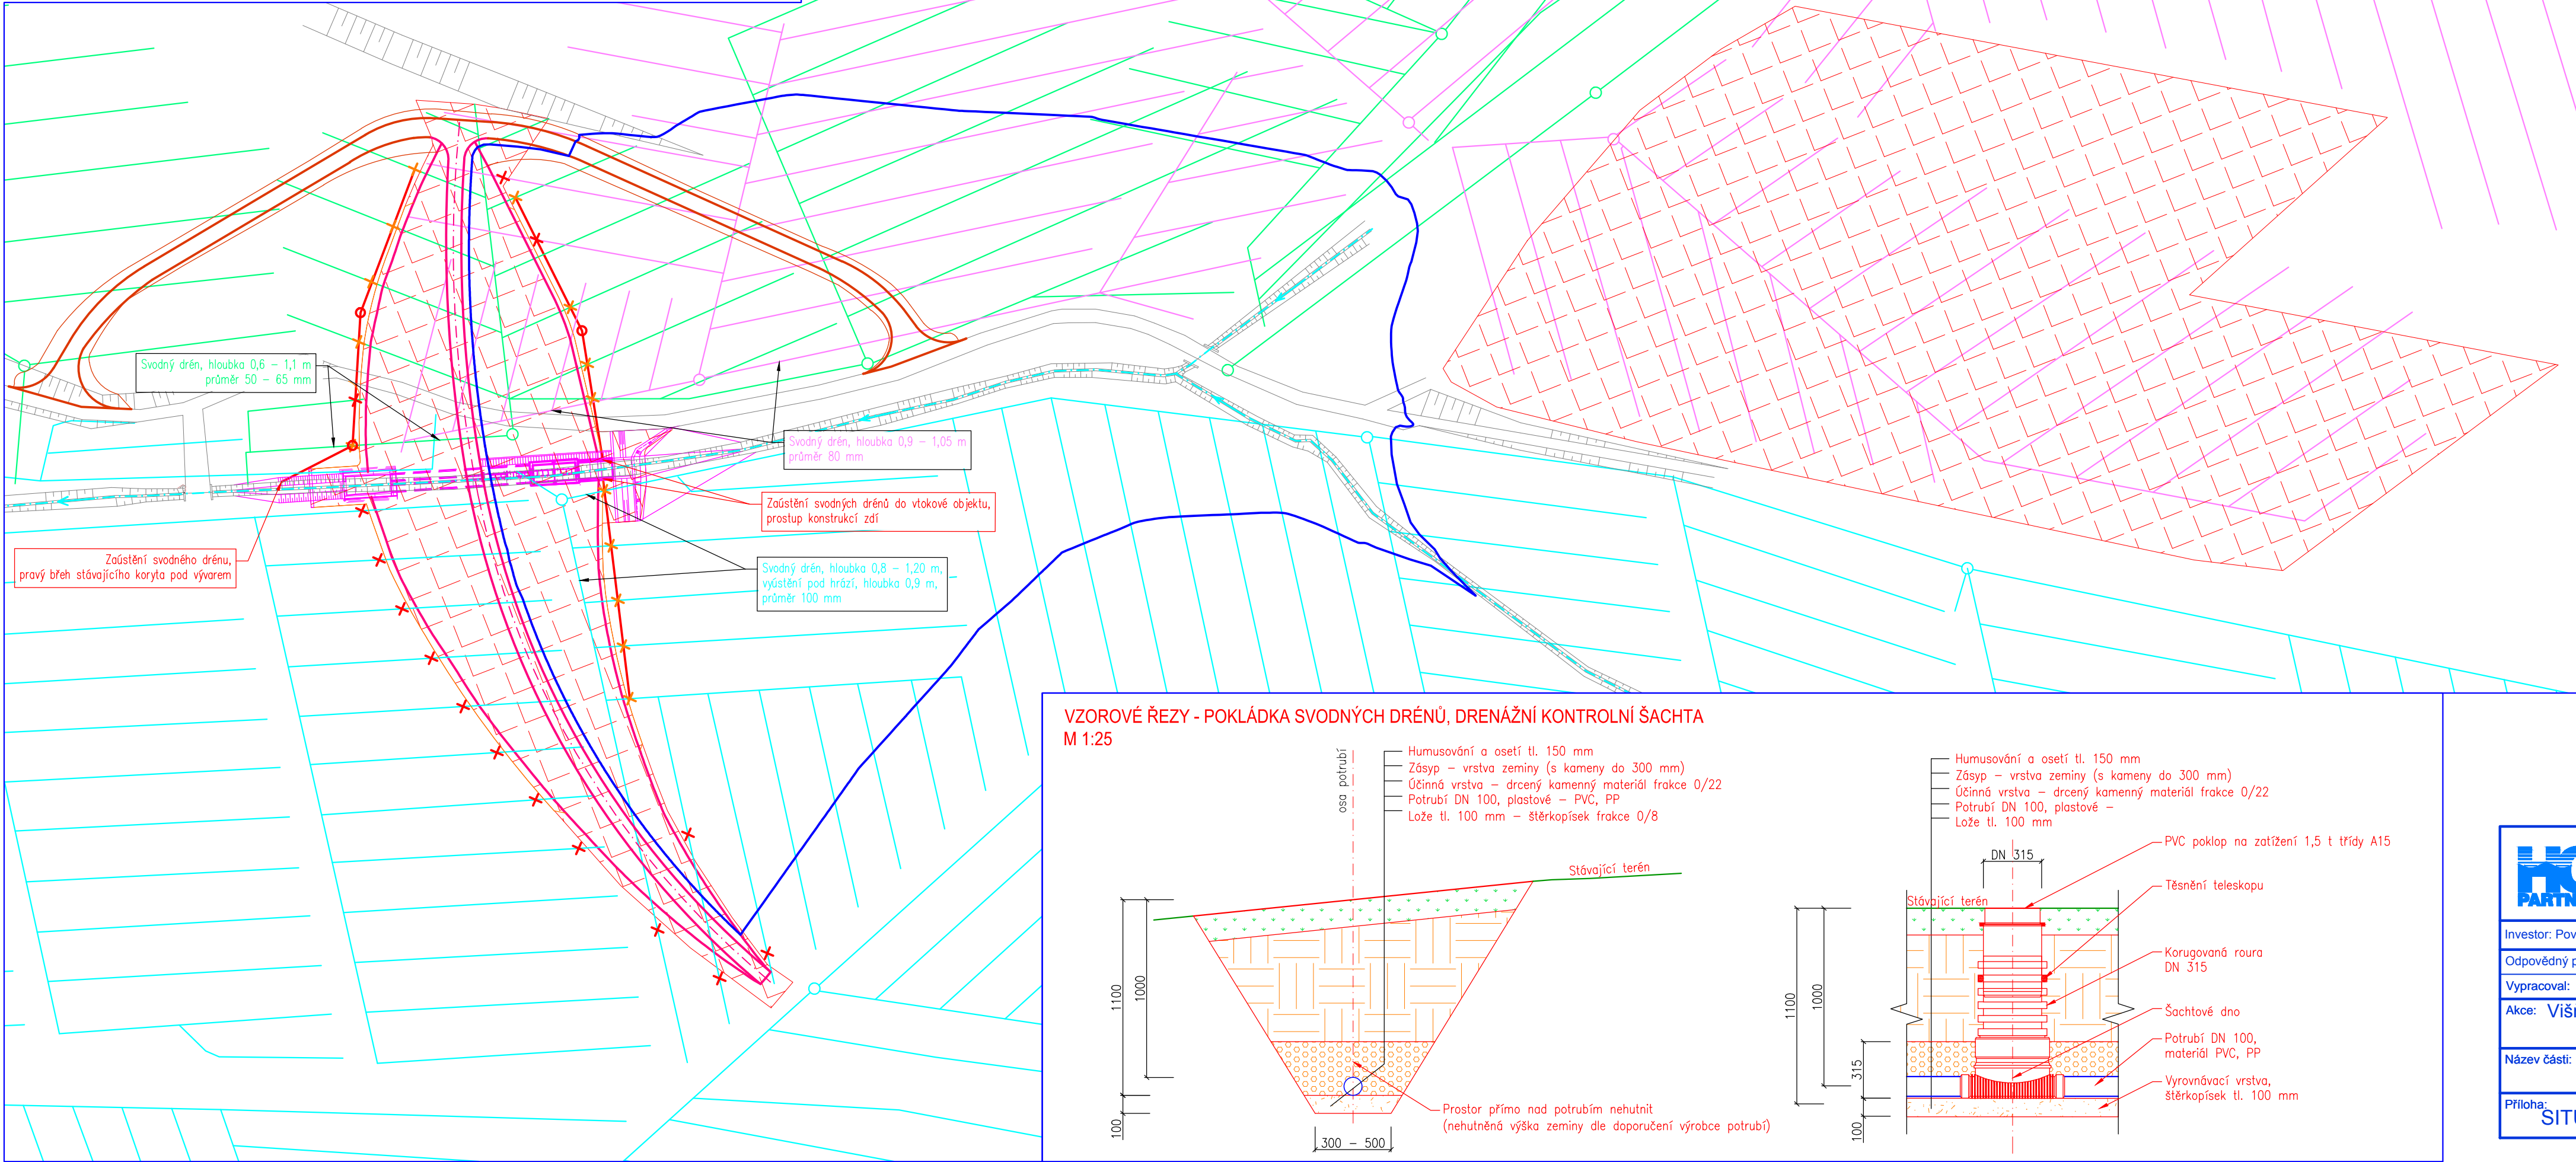 Svodný drén, hloubka 0,6 – 1,1 m
průměr 50 – 65 mm
Svodný drén, hloubka 0,9 – 1,05 m
průměr 80 mm
Zaústění svodných drénů do vtokové objektu,
prostup konstrukcí zdí
Zaústění svodného drénu,
pravý břeh stávajícího koryta pod vývarem
Svodný drén, hloubka 0,8 – 1,20 m,
vyústění pod hrází, hloubka 0,9 m,
průměr 100 mm
VZOROVÉ ŘEZY - POKLÁDKA SVODNÝCH DRÉNŮ, DRENÁŽNÍ KONTROLNÍ ŠACHTA
M 1:25
osa potrubí
Humusování a osetí tl. 150 mm
Zásyp – vrstva zeminy (s kameny do 300 mm)
Účinná vrstva – drcený kamenný materiál frakce 0/22
Potrubí DN 100, plastové – PVC, PP
Lože tl. 100 mm – štěrkopísek frakce 0/8
Stávající terén
1100
1000
100
300 – 500
Prostor přímo nad potrubím nehutnit
(nehutněná výška zeminy dle doporučení výrobce potrubí)
Humusování a osetí tl. 150 mm
Zásyp – vrstva zeminy (s kameny do 300 mm)
Účinná vrstva – drcený kamenný materiál frakce 0/22
Potrubí DN 100, plastové –
Lože tl. 100 mm
DN 315
Stávající terén
PVC poklop na zatížení 1,5 t třídy A15
Těsnění teleskopu
Korugovaná roura
DN 315
Šachtové dno
Potrubí DN 100,
materiál PVC, PP
Vyrovnávací vrstva,
štěrkopísek tl. 100 mm
1100
1000
315
100
PARTN
Investor: Pov
Odpovědný p
Vypracoval:
Akce: Viš
Název části:
Příloha:
SITU